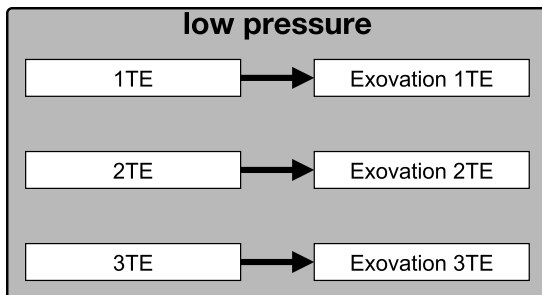 low pressure
1TE
Exovation 1TE
2TE
Exovation 2TE
3TE
Exovation 3TE